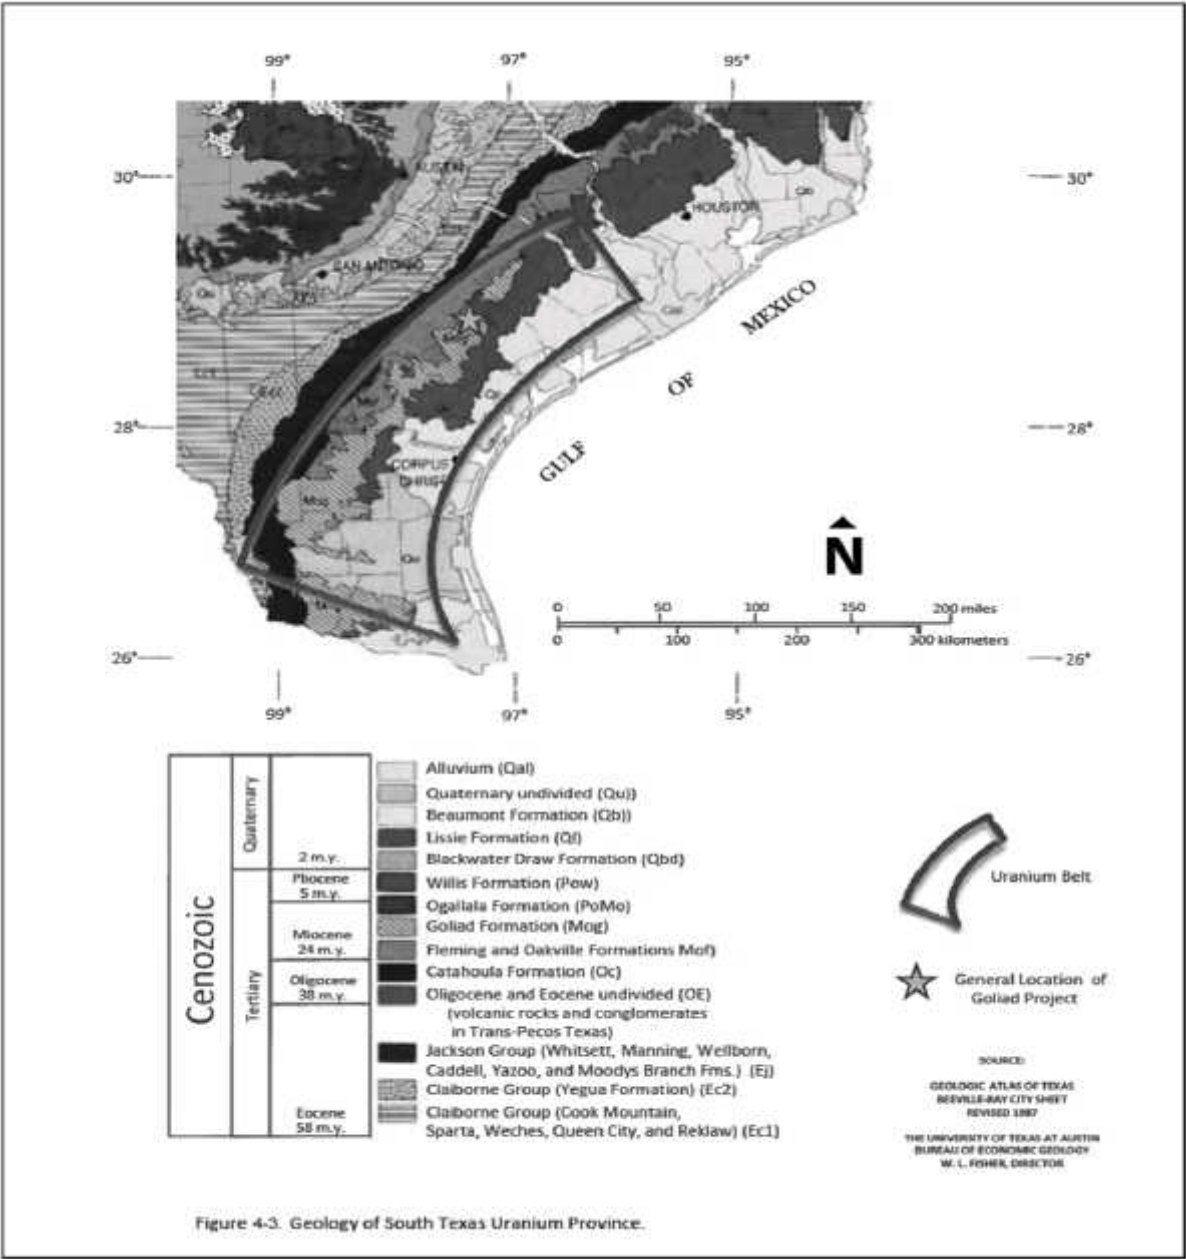 99° 97° 95°
30° 30°
AUSTIN
Qb
HOUSTON
SAN ANTONIO
Qu
MEXICO
OF
28° 28°
GULF
CORPUS
CHRISTI
Mog
Qu
N
0 50 100 150 200 miles
0 100 200 300 kilometers
26° 26°
99° 97° 95°
Cenozoic
Quaternary
Tertiary
2 m.y.
Pliocene
5 m.y.
Miocene
24 m.y.
Oligocene
38 m.y.
Eocene
58 m.y.
Alluvium (Qal)
Quaternary undivided (Qu))
Beaumont Formation (Qb))
Lissie Formation (Ql)
Blackwater Draw Formation (Qbd)
Willis Formation (Pow)
Ogallala Formation (PoMo)
Goliad Formation (Mog)
Fleming and Oakville Formations Mof)
Catahoula Formation (Oc)
Oligocene and Eocene undivided (OE)
(volcanic rocks and conglomerates
in Trans-Pecos Texas)
Jackson Group (Whitsett, Manning, Wellborn,
Caddell, Yazoo, and Moodys Branch Fms.) (Ej)
Claiborne Group (Yegua Formation) (Ec2)
Claiborne Group (Cook Mountain,
Sparta, Weches, Queen City, and Reklaw) (Ec1)
Uranium Belt
General Location of
Goliad Project
SOURCE:
GEOLOGIC ATLAS OF TEXAS
BEEVILLE-BAY CITY SHEET
REVISED 1987
THE UNIVERSITY OF TEXAS AT AUSTIN
BUREAU OF ECONOMIC GEOLOGY
W. L. FISHER, DIRECTOR
Figure 4-3. Geology of South Texas Uranium Province.